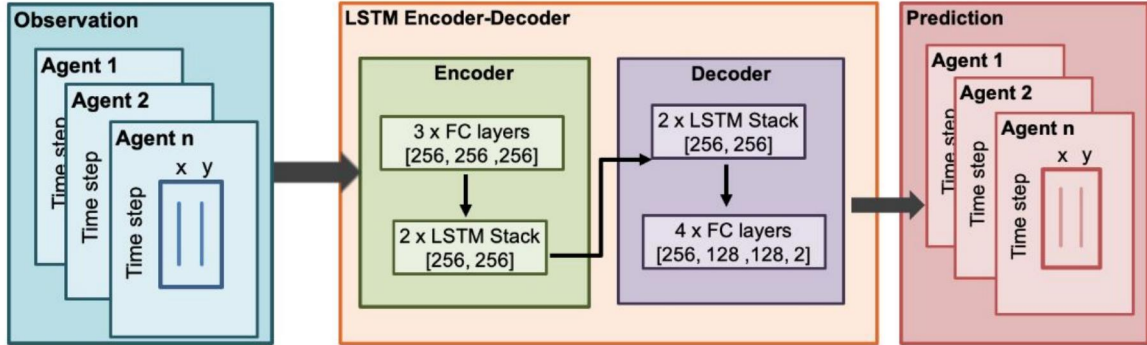 Observation
Agent 1
Time step
Agent 2
Time step
Agent n
x y
Time step
LSTM Encoder-Decoder
Encoder
3 x FC layers
[256, 256 ,256]
2 x LSTM Stack
[256, 256]
Decoder
2 x LSTM Stack
[256, 256]
4 x FC layers
[256, 128 ,128, 2]
Prediction
Agent 1
Time step
Agent 2
Time step
Agent n
x y
Time step